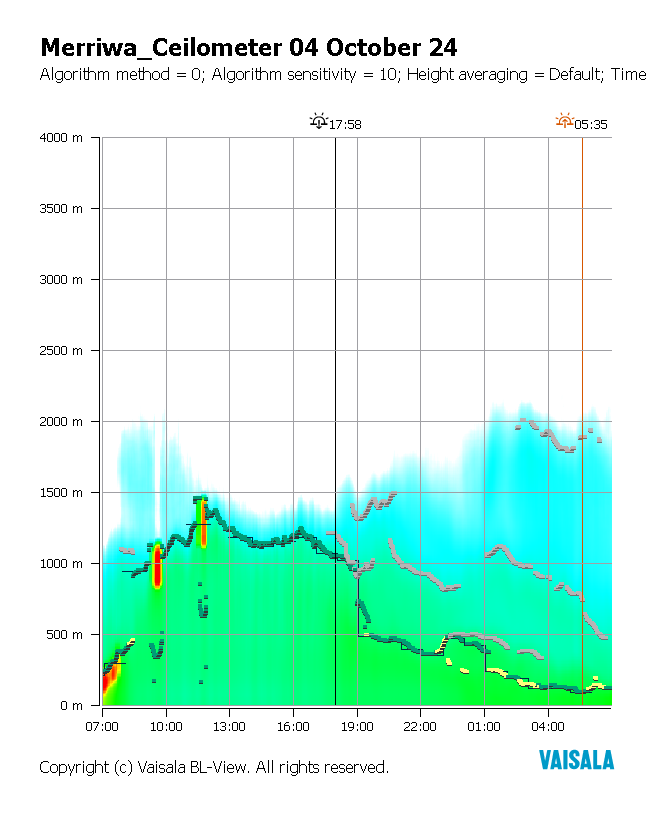 Merriwa_Ceilometer 04 October 24
Algorithm method = 0; Algorithm sensitivity = 10; Height averaging = Default; Time
17:58 05:35
4000 m
3500 m
3000 m
2500 m
2000 m
1500 m
1000 m
500 m
0 m
07:00 10:00 13:00 16:00 19:00 22:00 01:00 04:00
VAISALA
Copyright (c) Vaisala BL-View. All rights reserved.